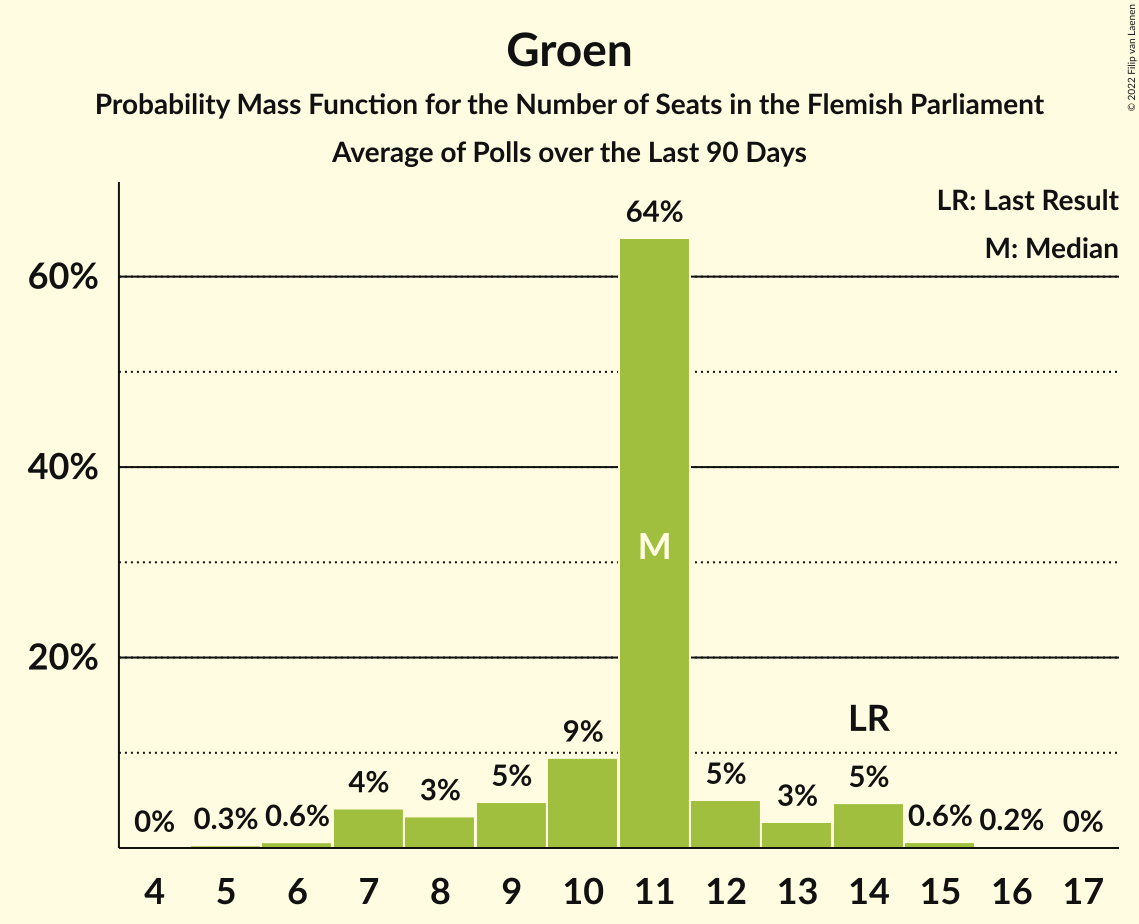 Groen
Probability Mass Function for the Number of Seats in the Flemish Parliament
Average of Polls over the Last 90 Days
© 2022 Filip van Laenen
LR: Last Result
M: Median
60%
40%
20%
0%
0.3%
0.6%
4%
3%
5%
9%
64%
M
5%
3%
LR
5%
0.6%
0.2%
0%
4 5 6 7 8 9 10 11 12 13 14 15 16 17